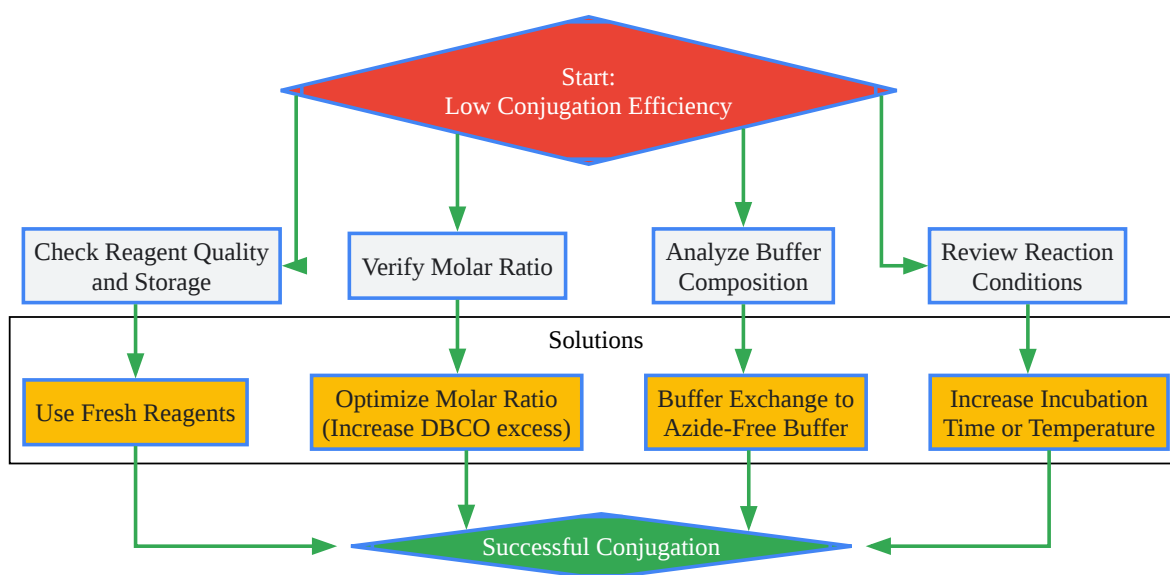 Start:
Low Conjugation Efficiency
Check Reagent Quality
and Storage
Verify Molar Ratio
Analyze Buffer
Composition
Review Reaction
Conditions
Solutions
Use Fresh Reagents
Optimize Molar Ratio
(Increase DBCO excess)
Buffer Exchange to
Azide-Free Buffer
Increase Incubation
Time or Temperature
Successful Conjugation